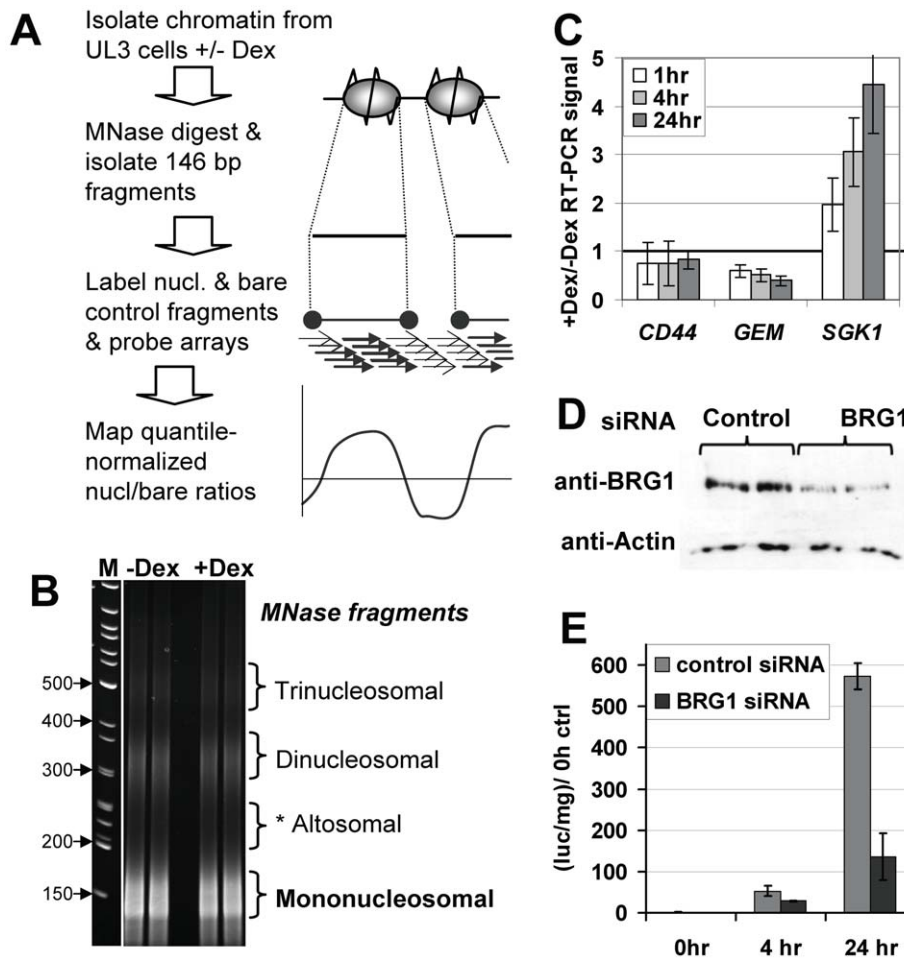 A
Isolate chromatin from
UL3 cells +/- Dex
MNase digest &
isolate 146 bp
fragments
Label nucl. & bare
control fragments
& probe arrays
Map quantile-
normalized
nucl/bare ratios
B
M -Dex +Dex
MNase fragments
500
400
300
200
150
Trinucleosomal
Dinucleosomal
* Altosomal
Mononucleosomal
C
+Dex/-Dex RT-PCR signal
5
4
3
2
1
0
1hr
4hr
24hr
CD44 GEM SGK1
D
siRNA Control BRG1
anti-BRG1
anti-Actin
E
(luc/mg)/ 0h ctrl
600
500
400
300
200
100
0
control siRNA
BRG1 siRNA
0hr 4 hr 24 hr